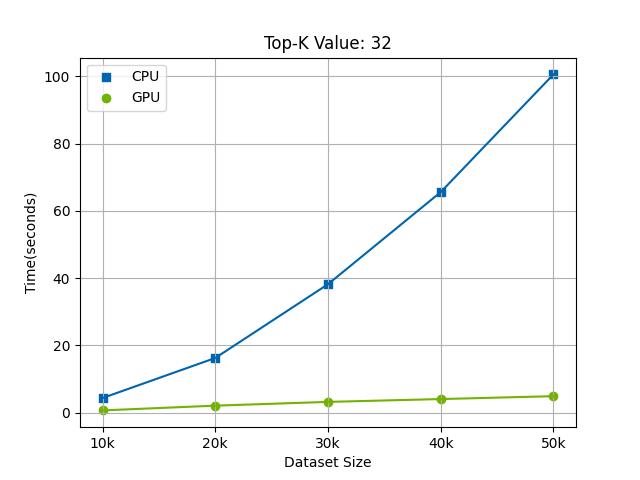 Top-K Value: 32
CPU
GPU
100
80
60
40
20
0
Time(seconds)
10k
20k
30k
40k
50k
Dataset Size